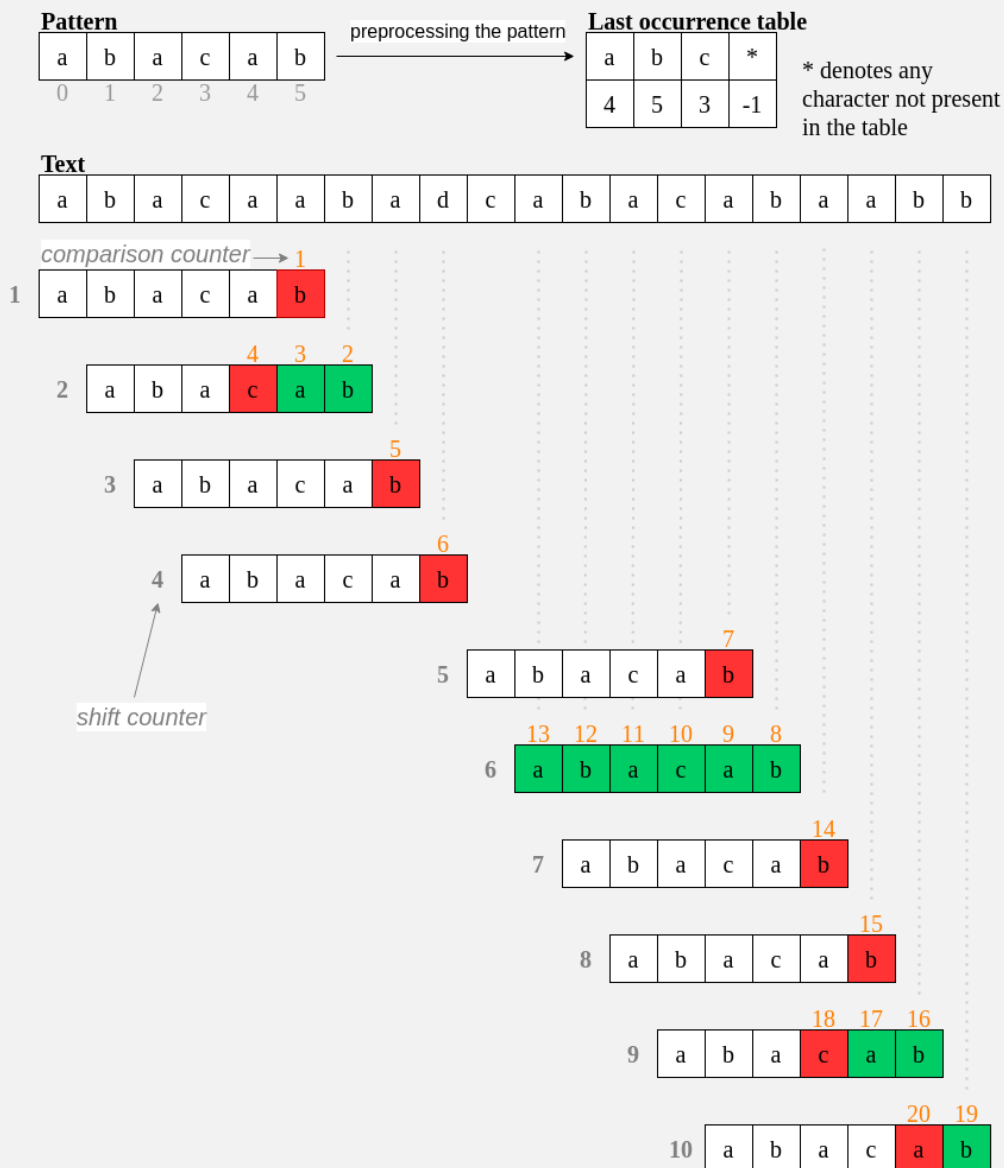 Pattern
preprocessing the pattern
Last occurrence table
a b a c a b
0 1 2 3 4 5
a b c *
4 5 3 -1
* denotes any
character not present
in the table
Text
a b a c a a b a d c a b a c a b a a b b
comparison counter
1
1 a b a c a b
4 3 2
2 a b a c a b
5
3 a b a c a b
6
4 a b a c a b
shift counter
7
5 a b a c a b
13 12 11 10 9 8
6 a b a c a b
14
7 a b a c a b
15
8 a b a c a b
18 17 16
9 a b a c a b
20 19
10 a b a c a b